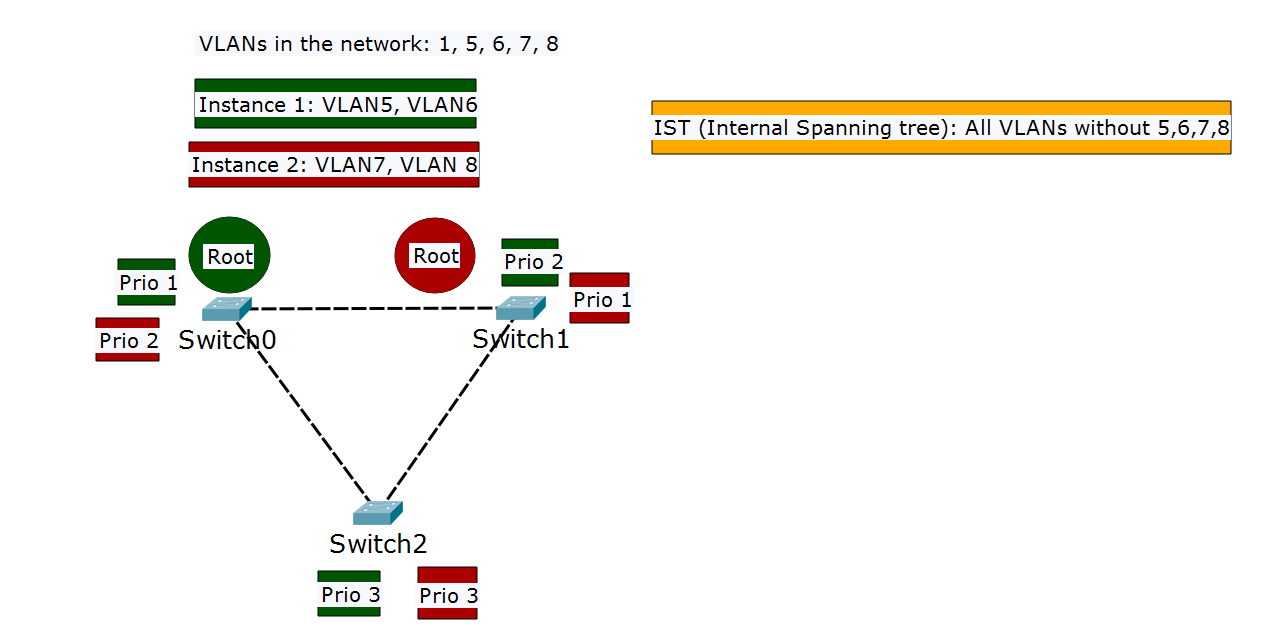 VLANs in the network: 1, 5, 6, 7, 8
Instance 1: VLAN5, VLAN6
IST (Internal Spanning tree): All VLANs without 5,6,7,8
Instance 2: VLAN7, VLAN 8
Root
Root
Prio 2
Prio 1
Prio 1
Prio 2
Switch0
Switch1
Switch2
Prio 3
Prio 3